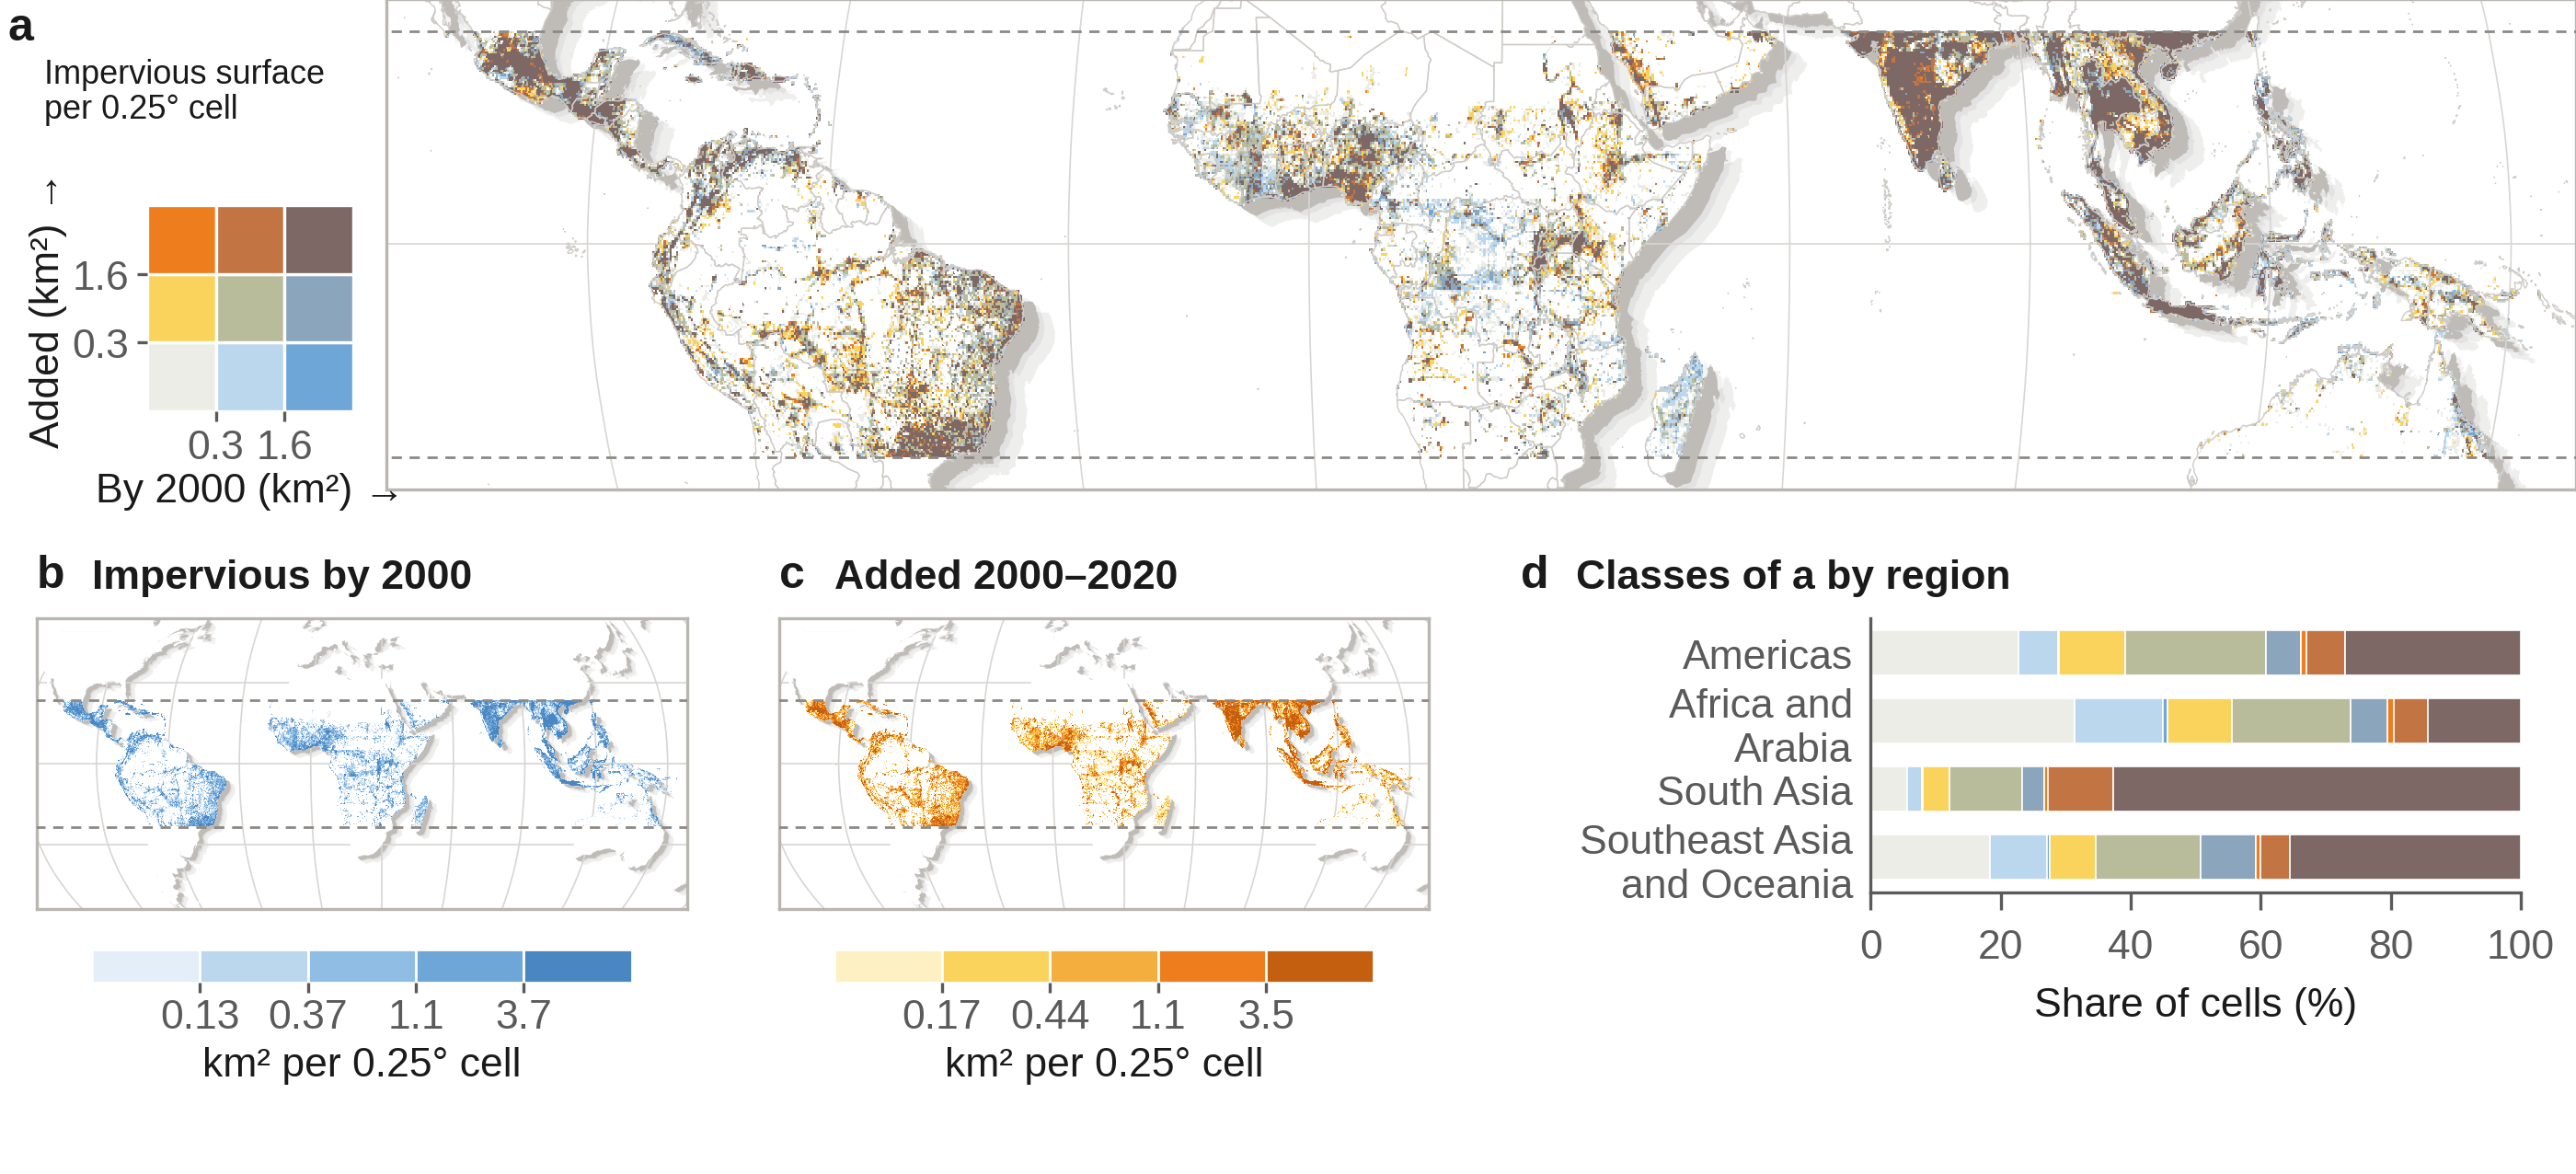 a
Impervious surface
per 0.25° cell
Added (km²) →
1.6
0.3
0.3 1.6
By 2000 (km²) →
b Impervious by 2000
0.13 0.37 1.1 3.7
km² per 0.25° cell
c Added 2000–2020
0.17 0.44 1.1 3.5
km² per 0.25° cell
d Classes of a by region
Americas
Africa and
Arabia
South Asia
Southeast Asia
and Oceania
0 20 40 60 80 100
Share of cells (%)